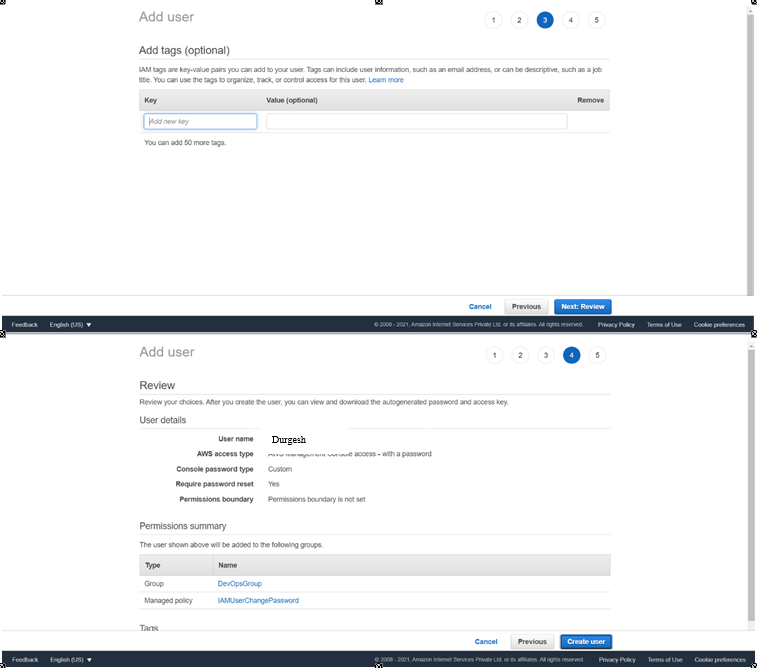 Add user
1 2 3 4 5
Add tags (optional)
IAM tags are key-value pairs you can add to your user. Tags can include user information, such as an email address, or can be descriptive, such as a job
title. You can use the tags to organize, track, or control access for this user. Learn more
Key Value (optional) Remove
Add new key
You can add 50 more tags.
Cancel Previous Next: Review
Feedback English (US) © 2008 - 2021, Amazon Internet Services Private Ltd. or its affiliates. All rights reserved. Privacy Policy Terms of Use Cookie preferences
Add user
1 2 3 4 5
Review
Review your choices. After you create the user, you can view and download the autogenerated password and access key.
User details
User name Durgesh
AWS access type AWS Management Console access - with a password
Console password type Custom
Require password reset Yes
Permissions boundary Permissions boundary is not set
Permissions summary
The user shown above will be added to the following groups.
Type Name
Group DevOpsGroup
Managed policy IAMUserChangePassword
Tags
Cancel Previous Create user
Feedback English (US) © 2008 - 2021, Amazon Internet Services Private Ltd. or its affiliates. All rights reserved. Privacy Policy Terms of Use Cookie preferences